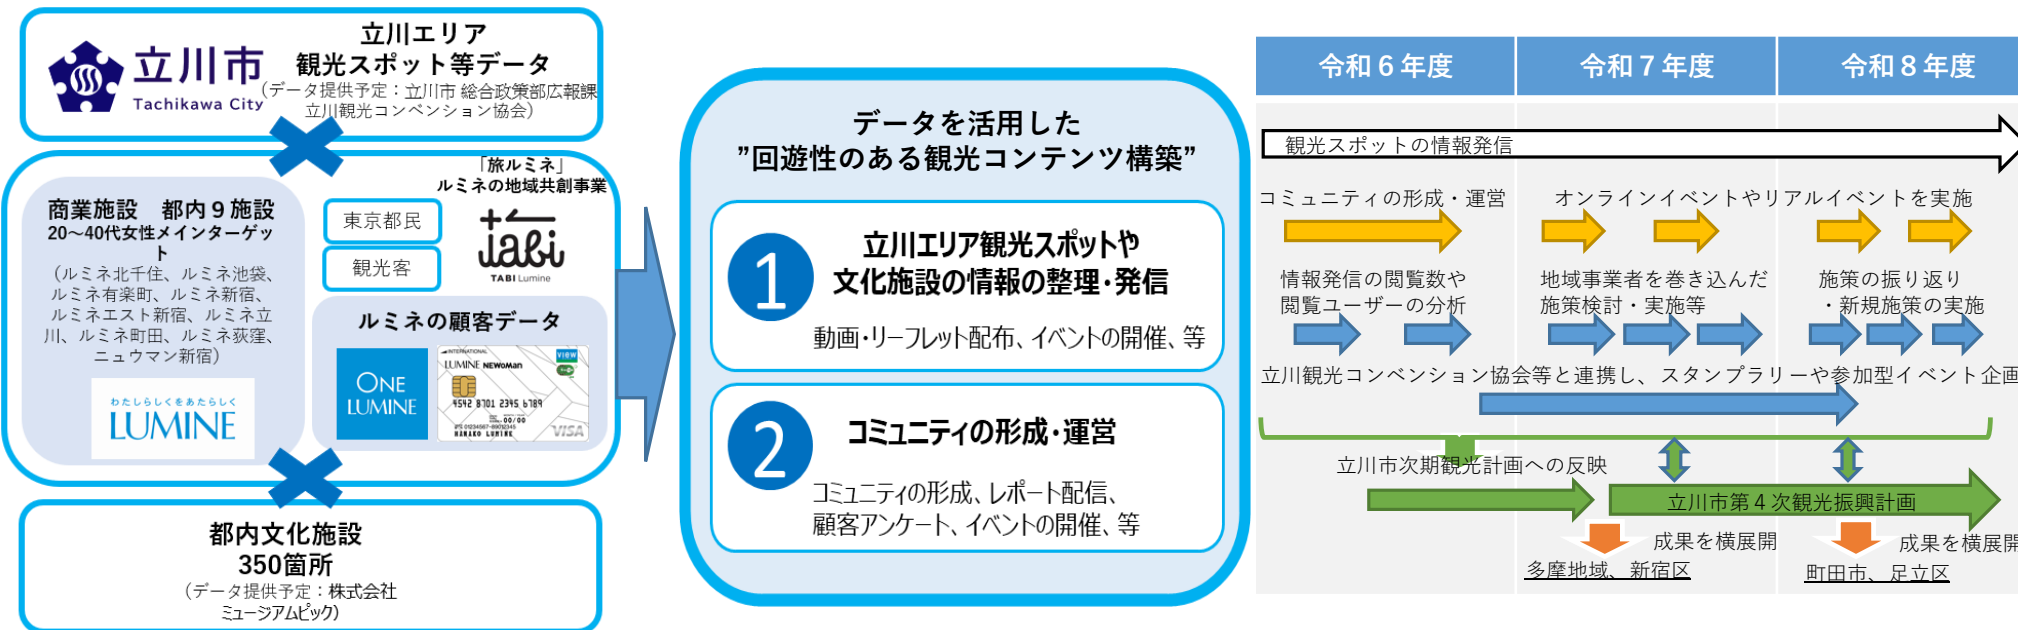 立川市
Tachikawa City
立川エリア
観光スポット等データ
（データ提供予定：立川市 総合政策部広報課
立川観光コンベンション協会）
商業施設　都内９施設
20～40代女性メインターゲッ
ト
（ルミネ北千住、ルミネ池袋、
ルミネ有楽町、ルミネ新宿、
ルミネエスト新宿、ルミネ立
川、ルミネ町田、ルミネ荻窪、
ニュウマン新宿）
わたしらしくをあたらしく
LUMINE
「旅ルミネ」
ルミネの地域共創事業
東京都民
観光客
tabi
TABI Lumine
ルミネの顧客データ
ONE
LUMINE
INTERNATIONAL
VIEW
LUMINE NEWoMan
4542 8701 2345 6789
00/00
HANAKO LUMINE
VISA
都内文化施設
350箇所
（データ提供予定：株式会社
ミュージアムピック）
データを活用した
”回遊性のある観光コンテンツ構築”
1
立川エリア観光スポットや
文化施設の情報の整理・発信
動画・リーフレット配布、イベントの開催、等
2
コミュニティの形成・運営
コミュニティの形成、レポート配信、
顧客アンケート、イベントの開催、等
令和６年度
令和７年度
令和８年度
観光スポットの情報発信
コミュニティの形成・運営
オンラインイベントやリアルイベントを実施
情報発信の閲覧数や
閲覧ユーザーの分析
地域事業者を巻き込んだ
施策検討・実施等
施策の振り返り
・新規施策の実施
立川観光コンベンション協会等と連携し、スタンプラリーや参加型イベント企画
立川市次期観光計画への反映
立川市第４次観光振興計画
成果を横展開
多摩地域、新宿区
成果を横展開
町田市、足立区